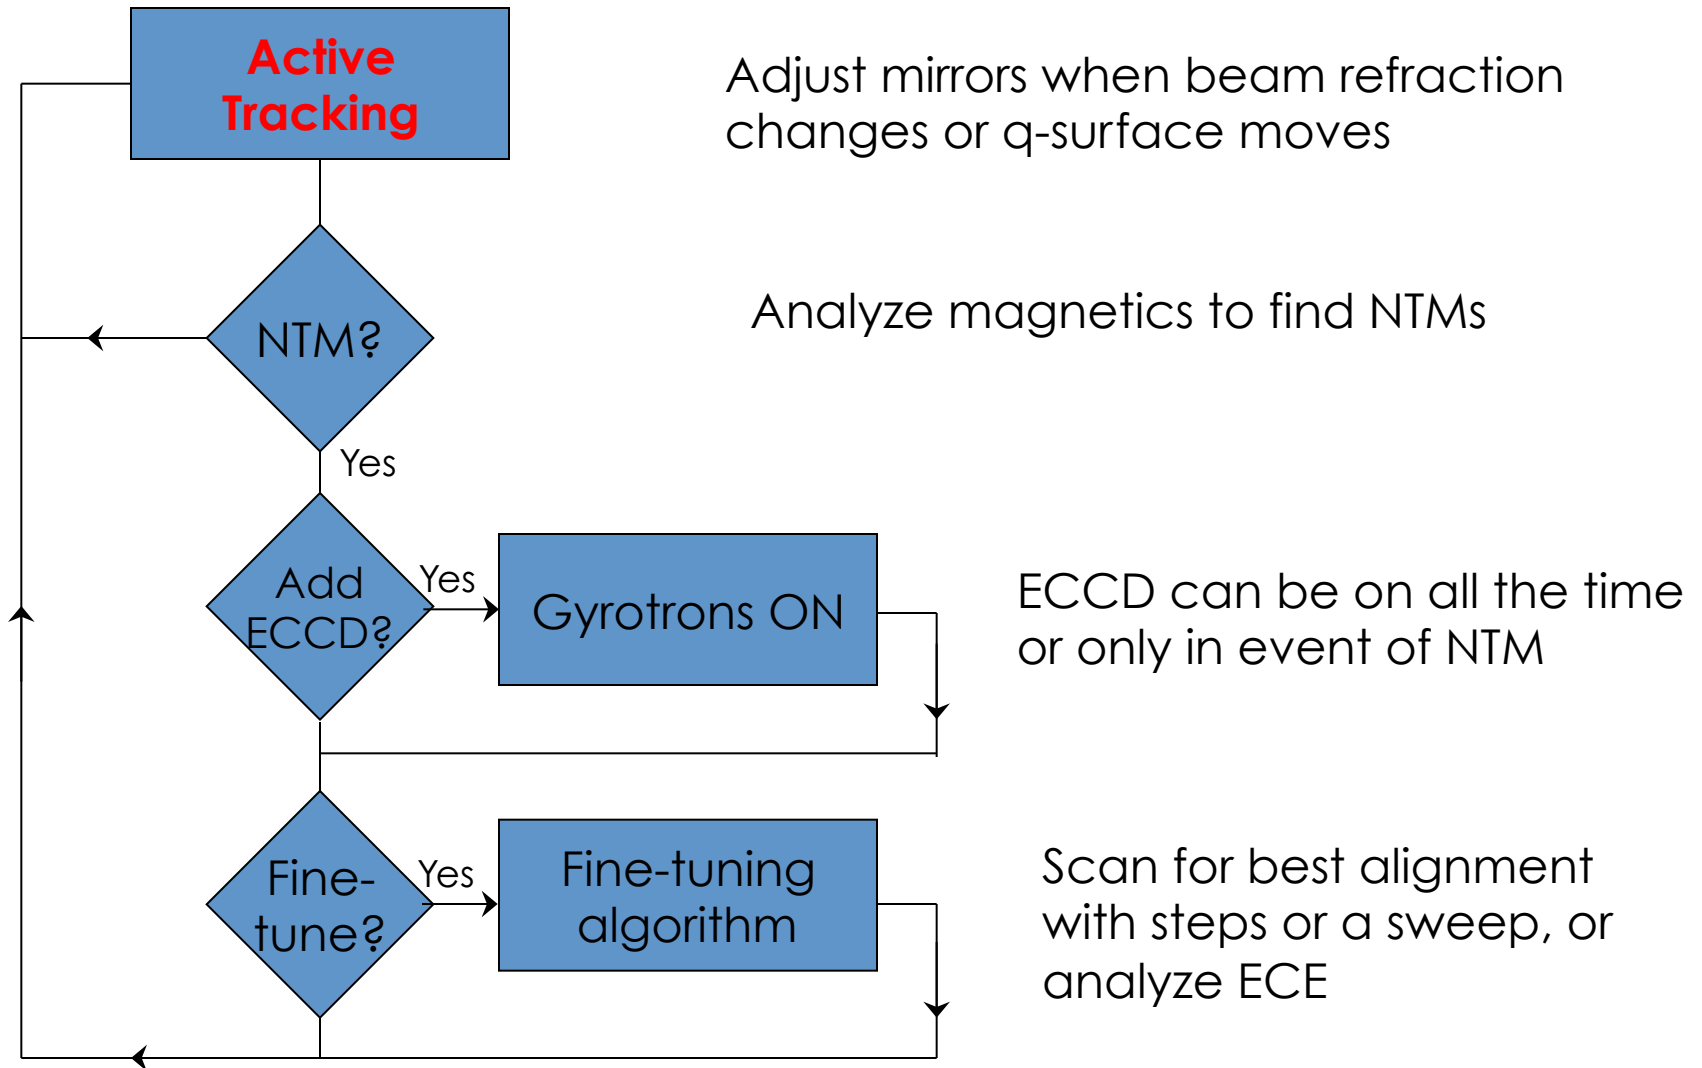 Active
Tracking
Adjust mirrors when beam refraction
changes or q-surface moves
NTM?
Analyze magnetics to find NTMs
Yes
Add
ECCD?
Yes
Gyrotrons ON
ECCD can be on all the time
or only in event of NTM
Fine-
tune?
Yes
Fine-tuning
algorithm
Scan for best alignment
with steps or a sweep, or
analyze ECE